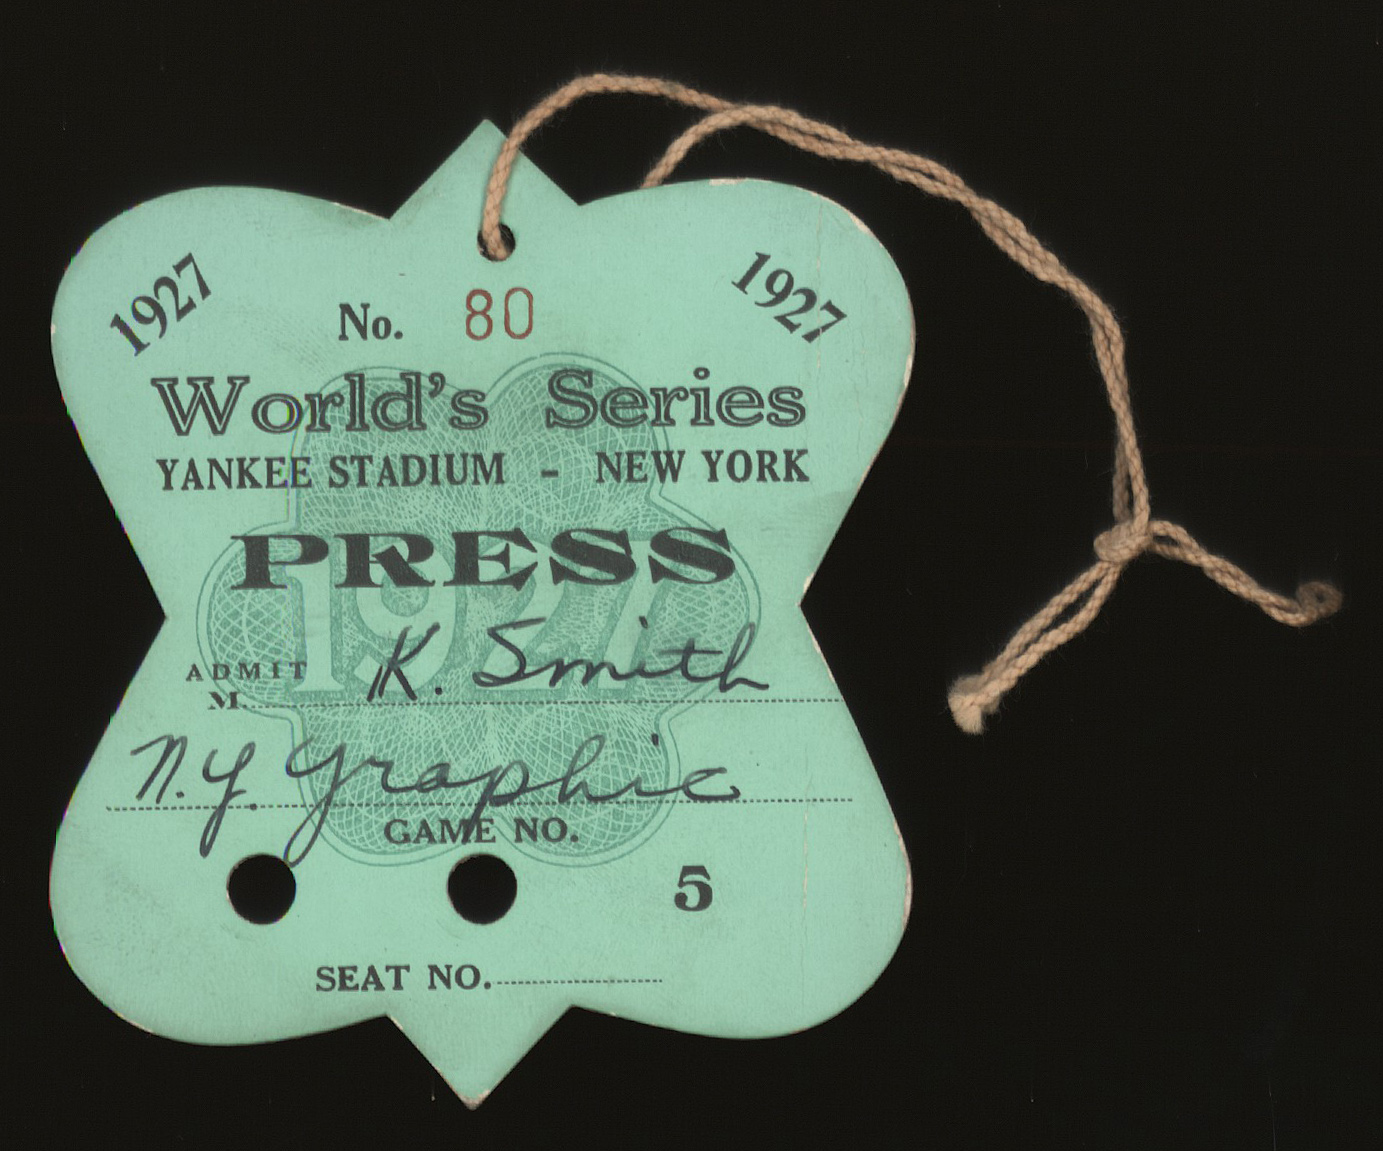 1927 1927
No. 80
World's Series
YANKEE STADIUM - NEW YORK
PRESS
1927
ADMIT
M K. Smith
N.Y. Graphic
GAME NO.
5
SEAT NO.